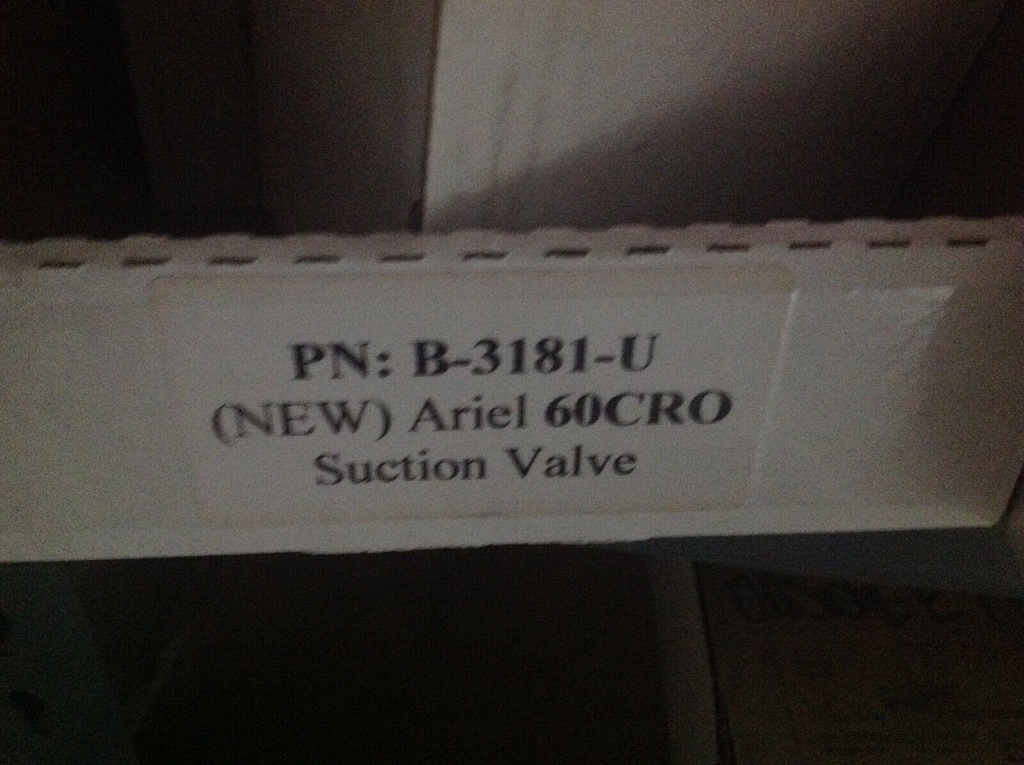 PN: B-3181-U
(NEW) Ariel 60CRO
Suction Valve